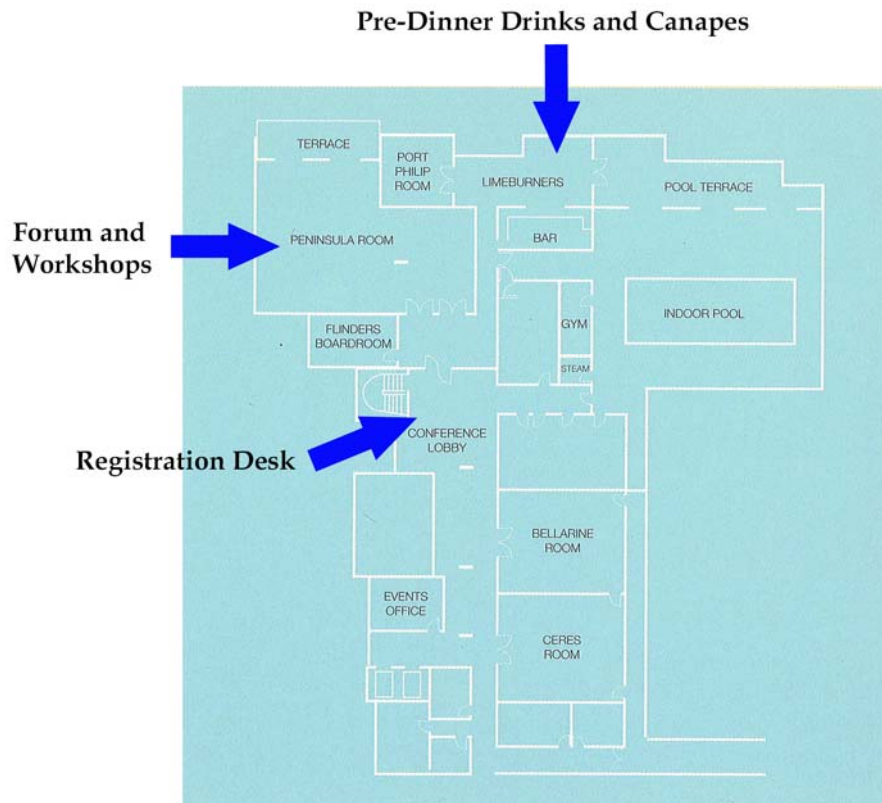 Pre-Dinner Drinks and Canapes
TERRACE
PORT
PHILIP
ROOM
LIMEBURNERS
POOL TERRACE
Forum and
Workshops
PENINSULA ROOM
BAR
FLINDERS
BOARDROOM
GYM
INDOOR POOL
STEAM
CONFERENCE
LOBBY
Registration Desk
BELLARINE
ROOM
EVENTS
OFFICE
CERES
ROOM